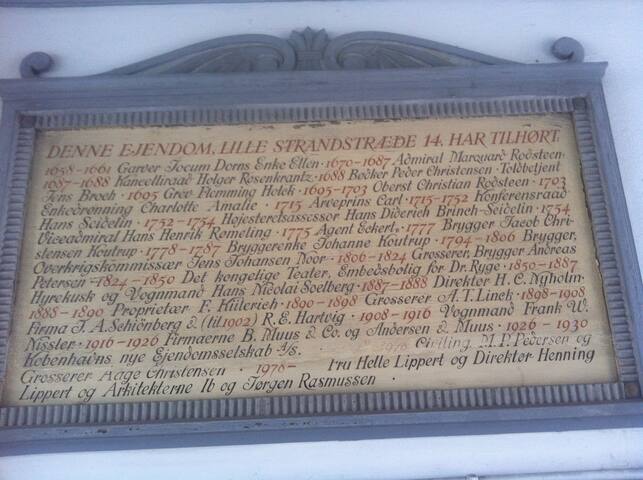 DENNE EJENDOM, LILLE STRANDSTRÆDE 14, HAR TILHØRT.
1658-1661 Garver Jocum Dorns Enke Ellen · 1670-1687 Admiral Marquard Rodsteen·
1687-1688 Kancelliraad Holger Rosenkrantz · 1688 Bødker Peder Christensen · Toldbetjent
Jens Broch · 1695 Grev Flemming Holck · 1695-1703 Oberst Christian Rodsteen · 1703
Enkedronning Charlotte Amalie · 1715 Arveprins Carl · 1715-1752 Konferensraad
Hans Seidelin · 1752-1754 Højesteretsassessor Hans Diderich Brinch-Seidelin · 1754
Viceadmiral Hans Henrik Rømeling · 1775 Agent Eckert · 1777 Brygger Jacob Chri-
stensen Koutrup · 1778-1787 Bryggerenke Johanne Koutrup · 1794-1806 Brygger,
Overkrigskommissær Jens Johansen Noor · 1806-1824 Grosserer, Brygger Andreas
Petersen · 1824-1850 Det kongelige Teater, Embedsbolig for Dr. Ryge · 1850-1887
Hyrekusk og Vognmand Hans Nicolai Soelberg · 1887-1888 Direktør H. C. Nyholm·
1888-1890 Proprietær F. Kiilerich · 1890-1898 Grosserer A. T. Linck · 1898-1908
Firma J. A. Schiønberg & (til 1902) R. E. Hartvig · 1908-1916 Vognmand Frank W.
Nissler · 1916-1926 Firmaerne B. Muus & Co. og Andersen & Muus · 1926-1930
Københavns nye Ejendomsselskab A/s. Civiling. M. P. Pedersen og
Grosserer Aage Christensen · 1978- Fru Helle Lippert og Direktør Henning
Lippert og Arkitekterne Ib og Jørgen Rasmussen ·